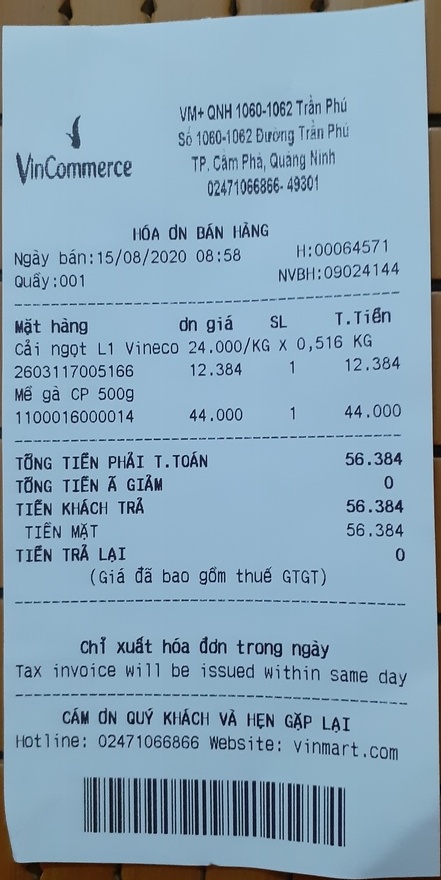 VinCommerce
VM+ QNH 1060-1062 Trần Phú
Số 1060-1062 Đường Trần Phú
TP. Cẩm Phả, Quảng Ninh
02471066866- 49301
HÓA ƠN BÁN HÀNG
Ngày bán:15/08/2020 08:58 H:00064571
Quầy:001 NVBH:09024144
Mặt hàng ơn giá SL T.Tiền
Cải ngọt L1 Vineco 24.000/KG X 0,516 KG
2603117005166 12.384 1 12.384
Mề gà CP 500g
1100016000014 44.000 1 44.000
TỔNG TIỀN PHẢI T.TOÁN 56.384
TỔNG TIỀN Ã GIẢM 0
TIỀN KHÁCH TRẢ 56.384
TIỀN MẶT 56.384
TIỀN TRẢ LẠI 0
(Giá đã bao gồm thuế GTGT)
Chỉ xuất hóa đơn trong ngày
Tax invoice will be issued within same day
CẢM ƠN QUÝ KHÁCH VÀ HẸN GẶP LẠI
Hotline: 02471066866 Website: vinmart.com